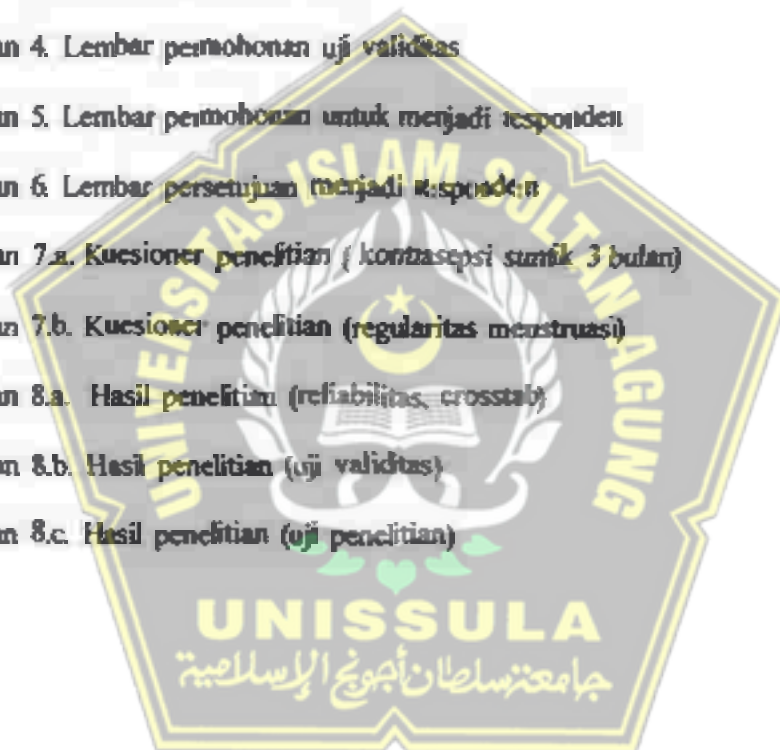 an 4. Lembar permohonan uji validitas
an 5. Lembar permohonan untuk menjadi responden
an 6. Lembar persetujuan menjadi responden
an 7.a. Kuesioner penelitian ( kontrasepsi suntik 3 bulan)
an 7.b. Kuesioner penelitian (regularitas menstruasi)
an 8.a. Hasil penelitian (reliabilitas, crosstab)
an 8.b. Hasil penelitian (uji validitas)
an 8.c. Hasil penelitian (uji penelitian)
UNIVERSITAS ISLAM SULTAN AGUNG
UNISSULA
جامعة سلطان أجونج الإسلامية